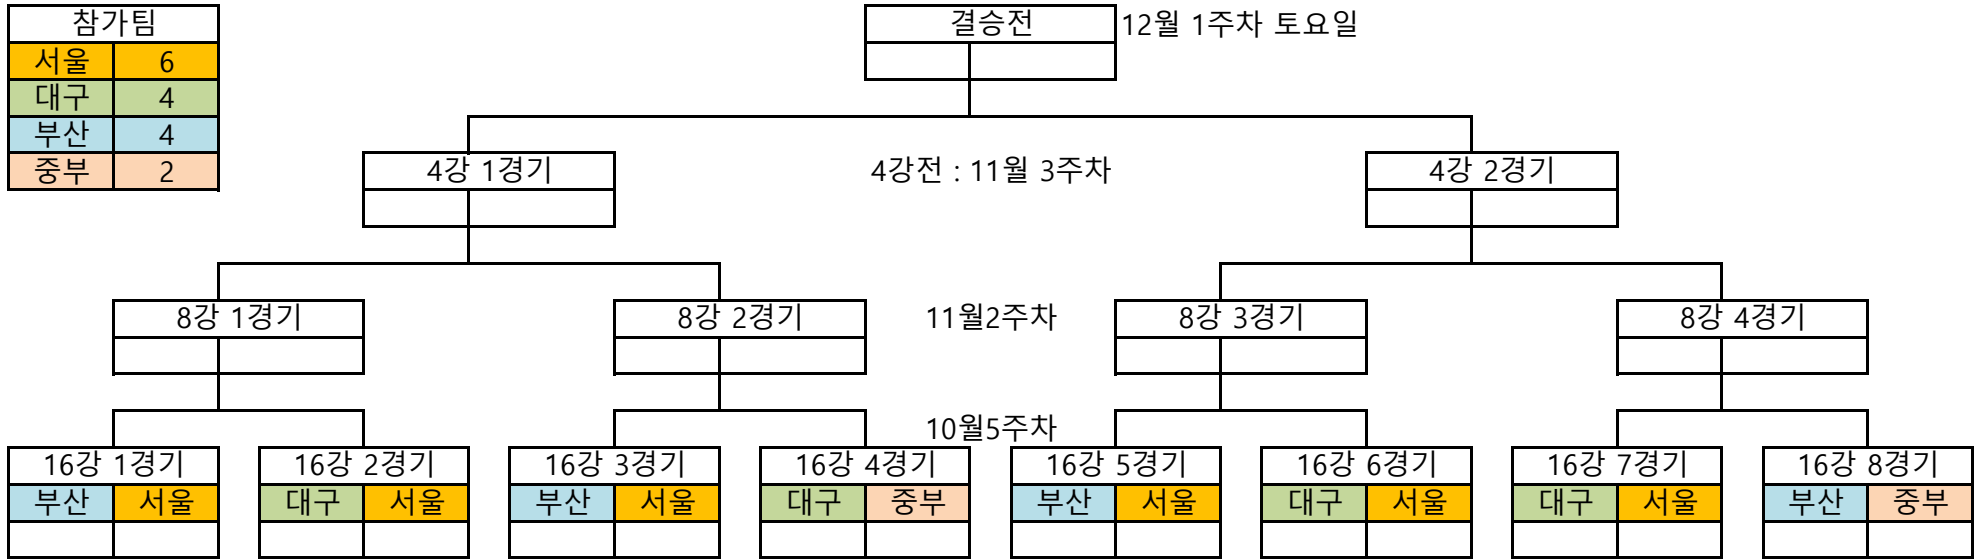 참가팀
서울 6
대구 4
부산 4
중부 2
결승전
12월 1주차 토요일
4강 1경기
4강전 : 11월 3주차
4강 2경기
8강 1경기
8강 2경기
11월2주차
8강 3경기
8강 4경기
10월5주차
16강 1경기
16강 2경기
16강 3경기
16강 4경기
16강 5경기
16강 6경기
16강 7경기
16강 8경기
부산 서울
대구 서울
부산 서울
대구 중부
부산 서울
대구 서울
대구 서울
부산 중부